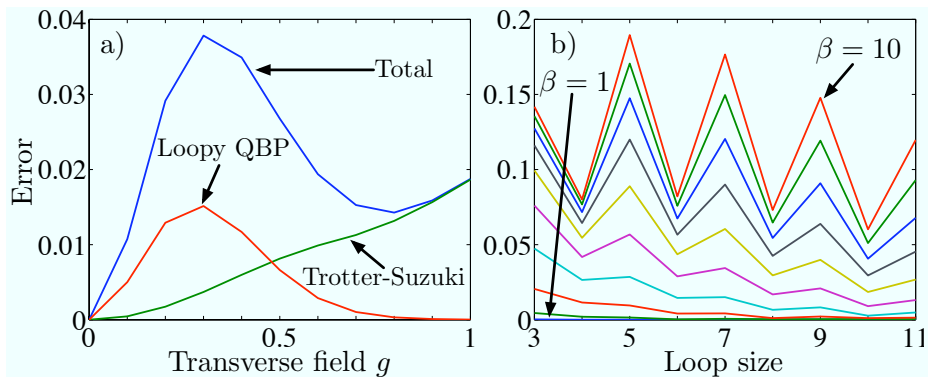 a)
Total
Loopy QBP
Trotter-Suzuki
Error
0.04
0.03
0.02
0.01
0
0
0.5
1
Transverse field g
b)
β = 1
β = 10
0.2
0.15
0.1
0.05
0
3
5
7
9
11
Loop size